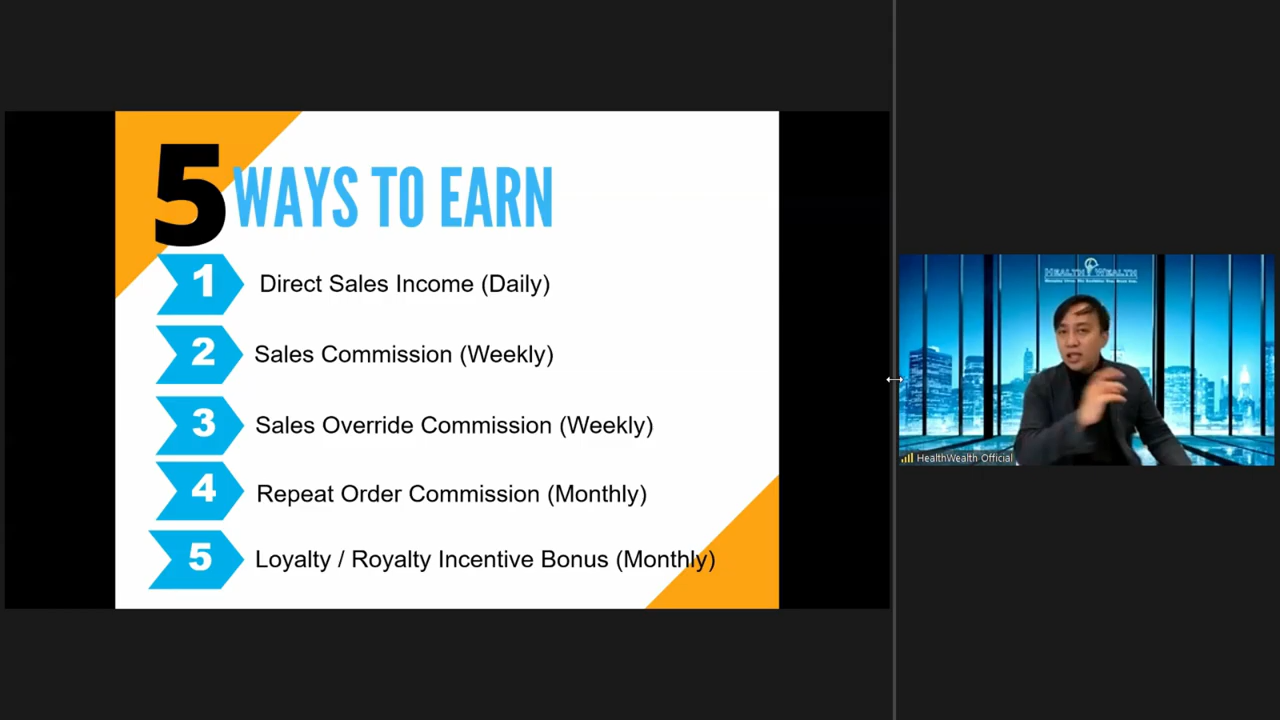 5 WAYS TO EARN
1 Direct Sales Income (Daily)
2 Sales Commission (Weekly)
3 Sales Override Commission (Weekly)
4 Repeat Order Commission (Monthly)
5 Loyalty / Royalty Incentive Bonus (Monthly)
HEALTH WEALTH
HealthWealth Official